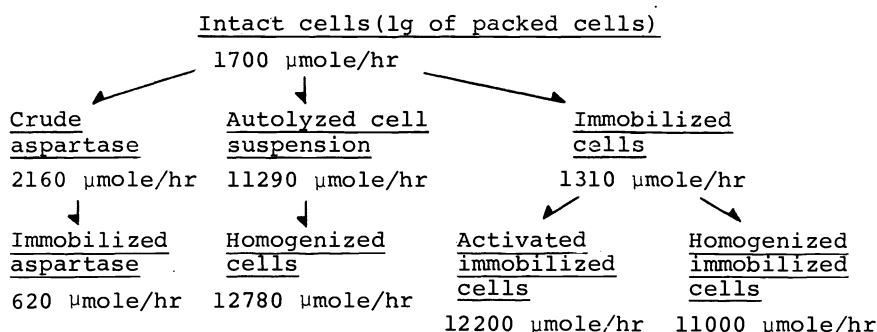 Intact cells(1g of packed cells)
1700 µmole/hr
Crude
aspartase
2160 µmole/hr
Autolyzed cell
suspension
11290 µmole/hr
Immobilized
cells
1310 µmole/hr
Immobilized
aspartase
620 µmole/hr
Homogenized
cells
12780 µmole/hr
Activated
immobilized
cells
12200 µmole/hr
Homogenized
immobilized
cells
11000 µmole/hr